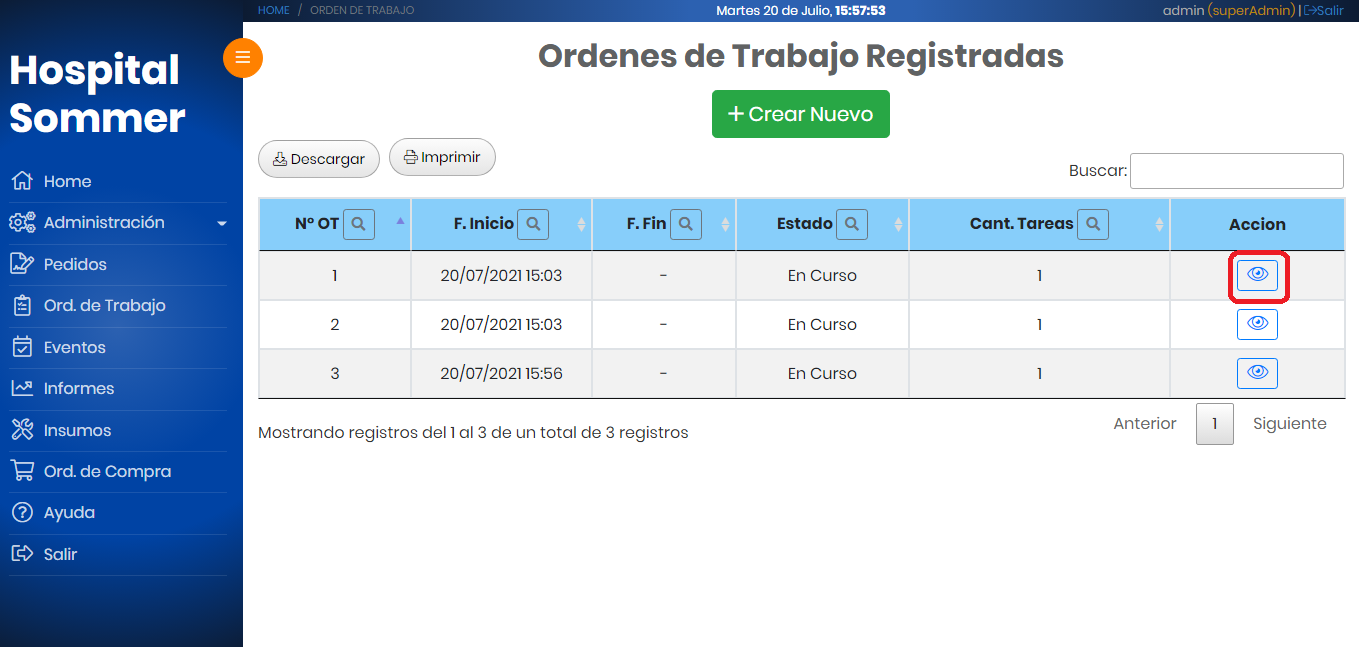 HOME / ORDEN DE TRABAJO
Martes 20 de Julio, 15:57:53
admin (superAdmin) | Salir
Hospital
Sommer
Home
Administración
Pedidos
Ord. de Trabajo
Eventos
Informes
Insumos
Ord. de Compra
Ayuda
Salir
Ordenes de Trabajo Registradas
+ Crear Nuevo
Descargar Imprimir
Buscar:
N° OT F. Inicio F. Fin Estado Cant. Tareas Accion
1 20/07/2021 15:03 - En Curso 1
2 20/07/2021 15:03 - En Curso 1
3 20/07/2021 15:56 - En Curso 1
Mostrando registros del 1 al 3 de un total de 3 registros
Anterior 1 Siguiente